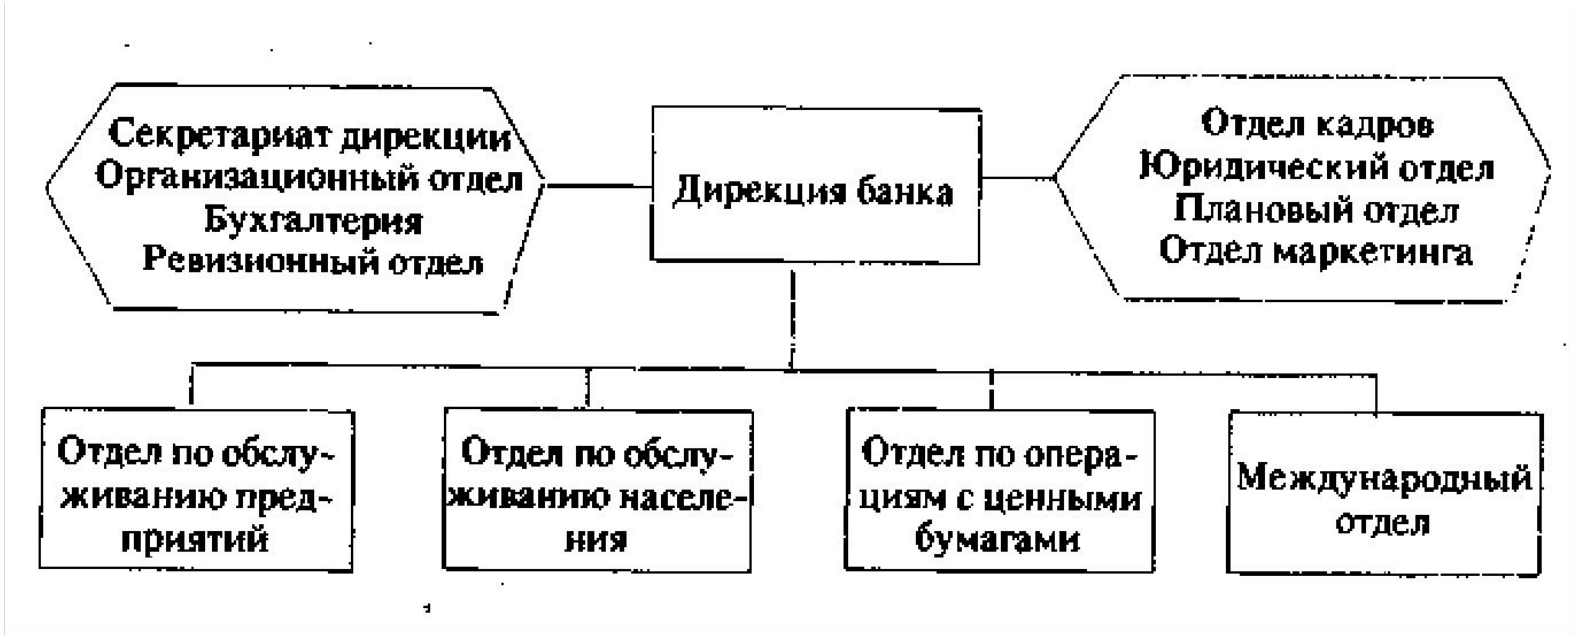 Секретариат дирекции
Организационный отдел
Бухгалтерия
Ревизионный отдел
Дирекция банка
Отдел кадров
Юридический отдел
Плановый отдел
Отдел маркетинга
Отдел по обслу-
живанию пред-
приятий
Отдел по обслу-
живанию населе-
ния
Отдел по опера-
циям с ценными
бумагами
Международный
отдел